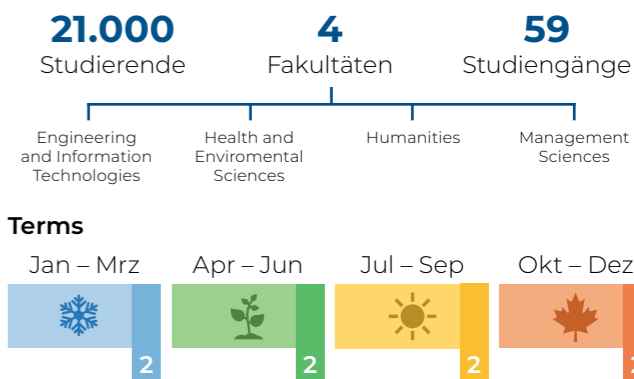 21.000
4
59
Studierende
Fakultäten
Studiengänge
Engineering
and Information
Technologies
Health and
Enviromental
Sciences
Humanities
Management
Sciences
Terms
Jan – Mrz
Apr – Jun
Jul – Sep
Okt – Dez
2
2
2